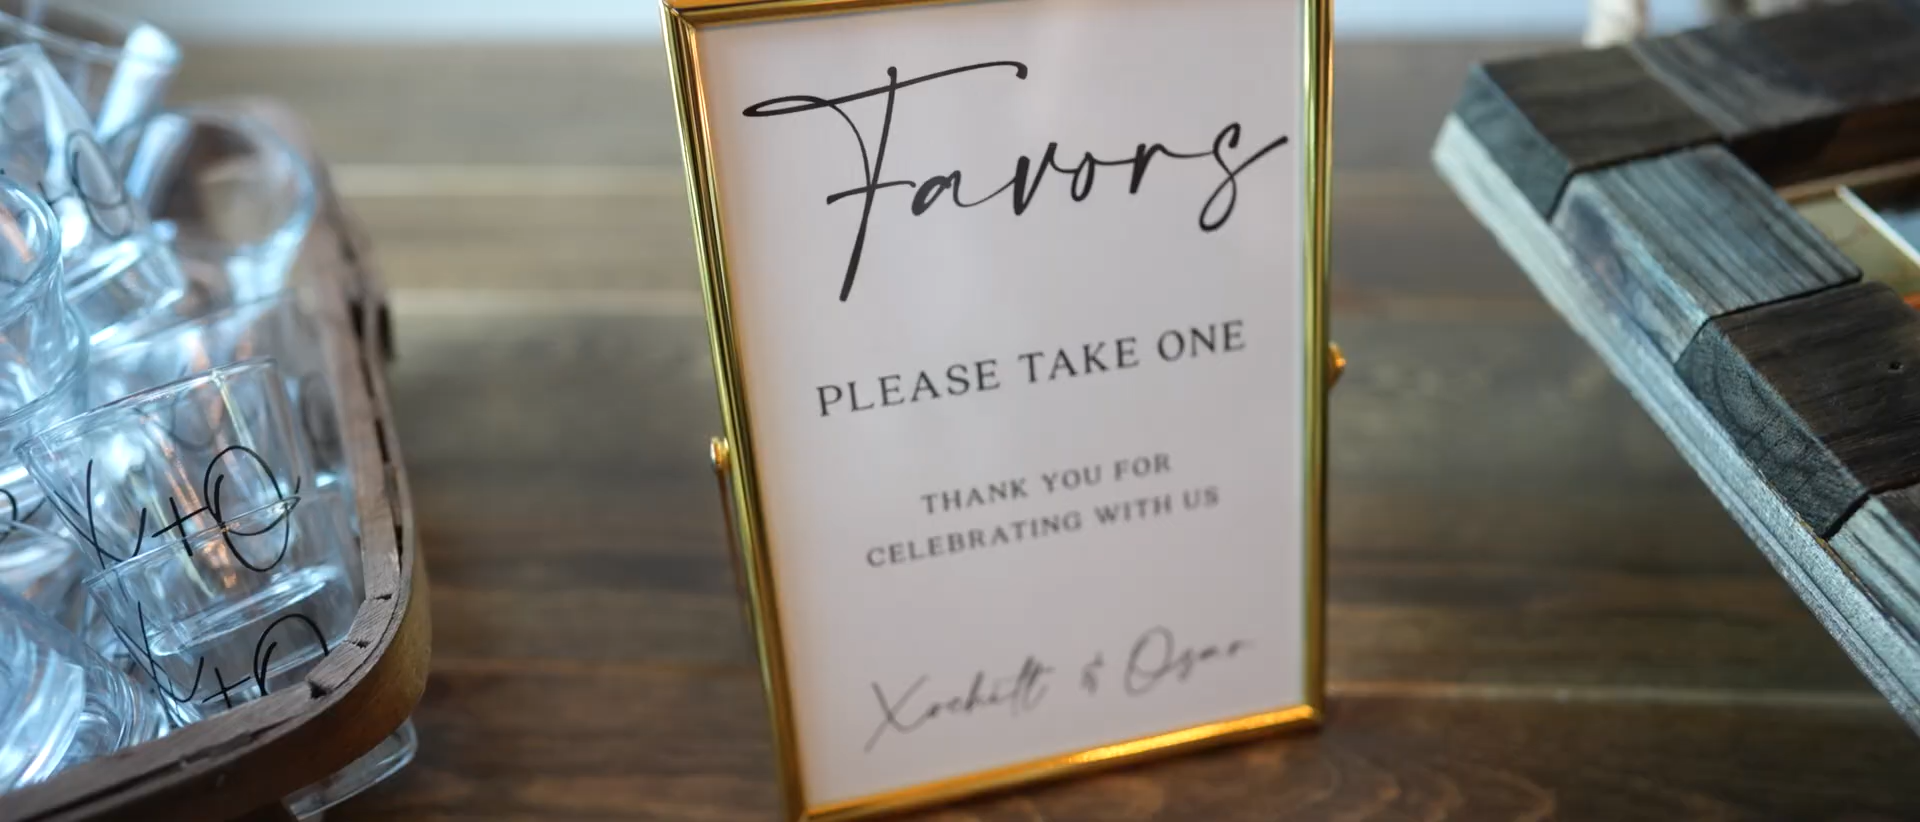 Favors
PLEASE TAKE ONE
THANK YOU FOR
CELEBRATING WITH US
Xochitl & Oscar
X+O
X+O